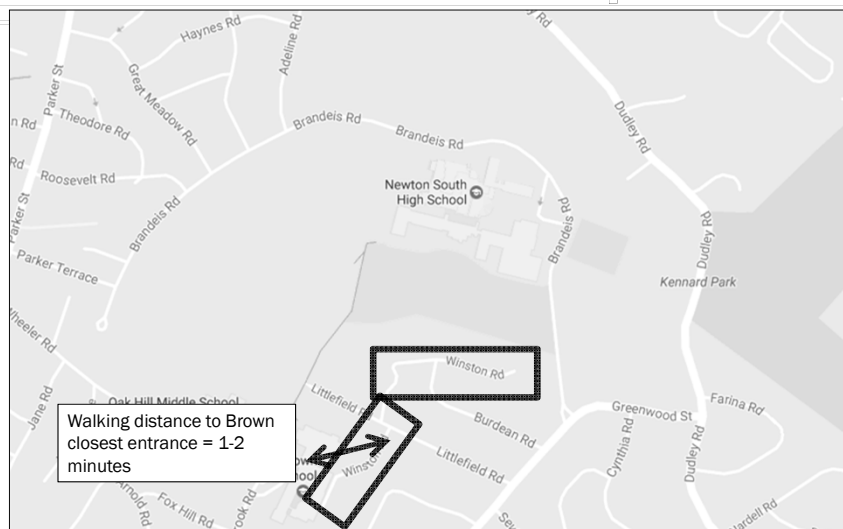 Haynes Rd
Adeline Rd
Great Meadow Rd
Parker St
Theodore Rd
Rd
Rd
Roosevelt Rd
Parker St
Brandeis Rd
Brandeis Rd
Brandeis Rd
Brandeis Rd
Parker Terrace
Newton South
High School
Dudley Rd
Dudley Rd
Dudley Rd
Kennard Park
Wheeler Rd
Jane Rd
Oak Hill Middle School
Winston Rd
Littlefield Rd
Burdean Rd
Littlefield Rd
Greenwood St
Farina Rd
Cynthia Rd
Walking distance to Brown
closest entrance = 1-2
minutes
Winston
Arnold Rd
Fox Hill Rd